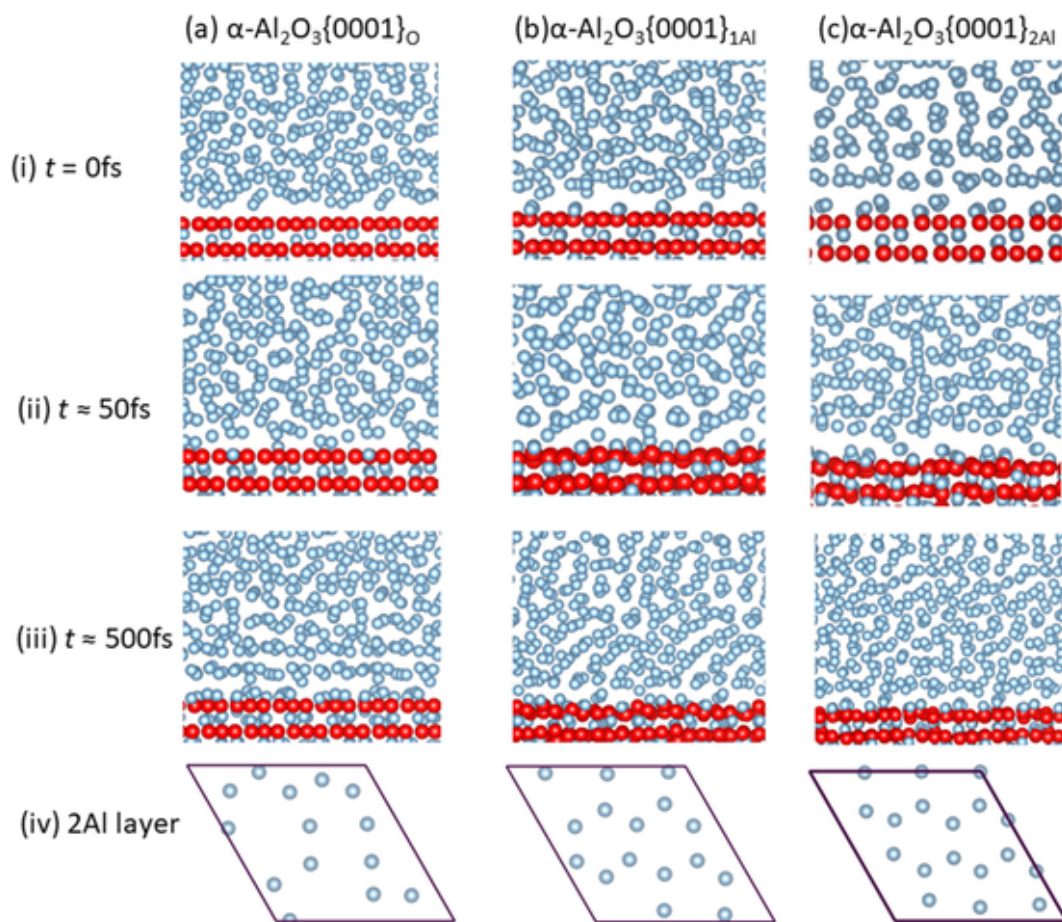 (a) α-Al₂O₃{0001}O (b)α-Al₂O₃{0001}1Al (c)α-Al₂O₃{0001}2Al
(i) t = 0fs
(ii) t ≈ 50fs
(iii) t ≈ 500fs
(iv) 2Al layer